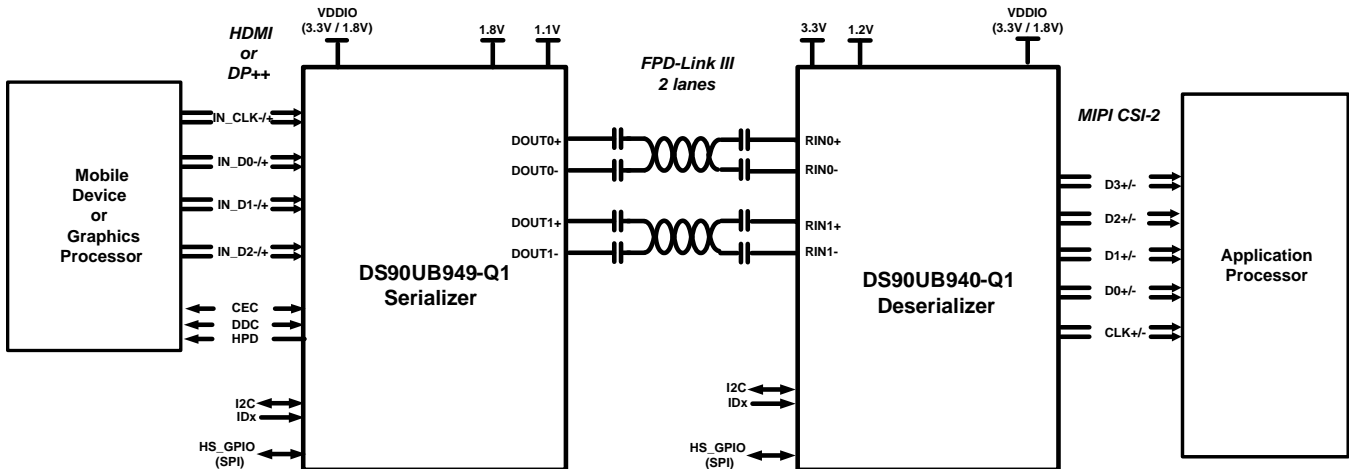 VDDIO
(3.3V / 1.8V)
1.8V
1.1V
3.3V
1.2V
VDDIO
(3.3V / 1.8V)
HDMI
or
DP++
FPD-Link III
2 lanes
MIPI CSI-2
Mobile
Device
or
Graphics
Processor
IN_CLK-/+
IN_D0-/+
IN_D1-/+
IN_D2-/+
CEC
DDC
HPD
I2C
IDx
HS_GPIO
(SPI)
DS90UB949-Q1
Serializer
DOUT0+
DOUT0-
DOUT1+
DOUT1-
RIN0+
RIN0-
RIN1+
RIN1-
DS90UB940-Q1
Deserializer
I2C
IDx
HS_GPIO
(SPI)
D3+/-
D2+/-
D1+/-
D0+/-
CLK+/-
Application
Processor